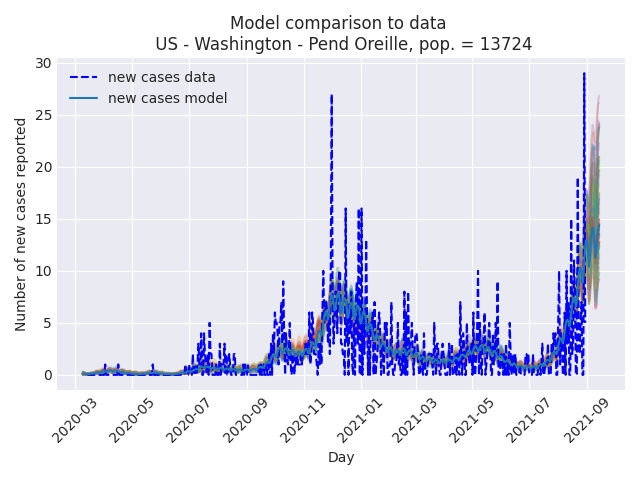 Model comparison to data
US - Washington - Pend Oreille, pop. = 13724
new cases data
new cases model
Number of new cases reported
30
25
20
15
10
5
0
2020-03
2020-05
2020-07
2020-09
2020-11
2021-01
2021-03
2021-05
2021-07
2021-09
Day